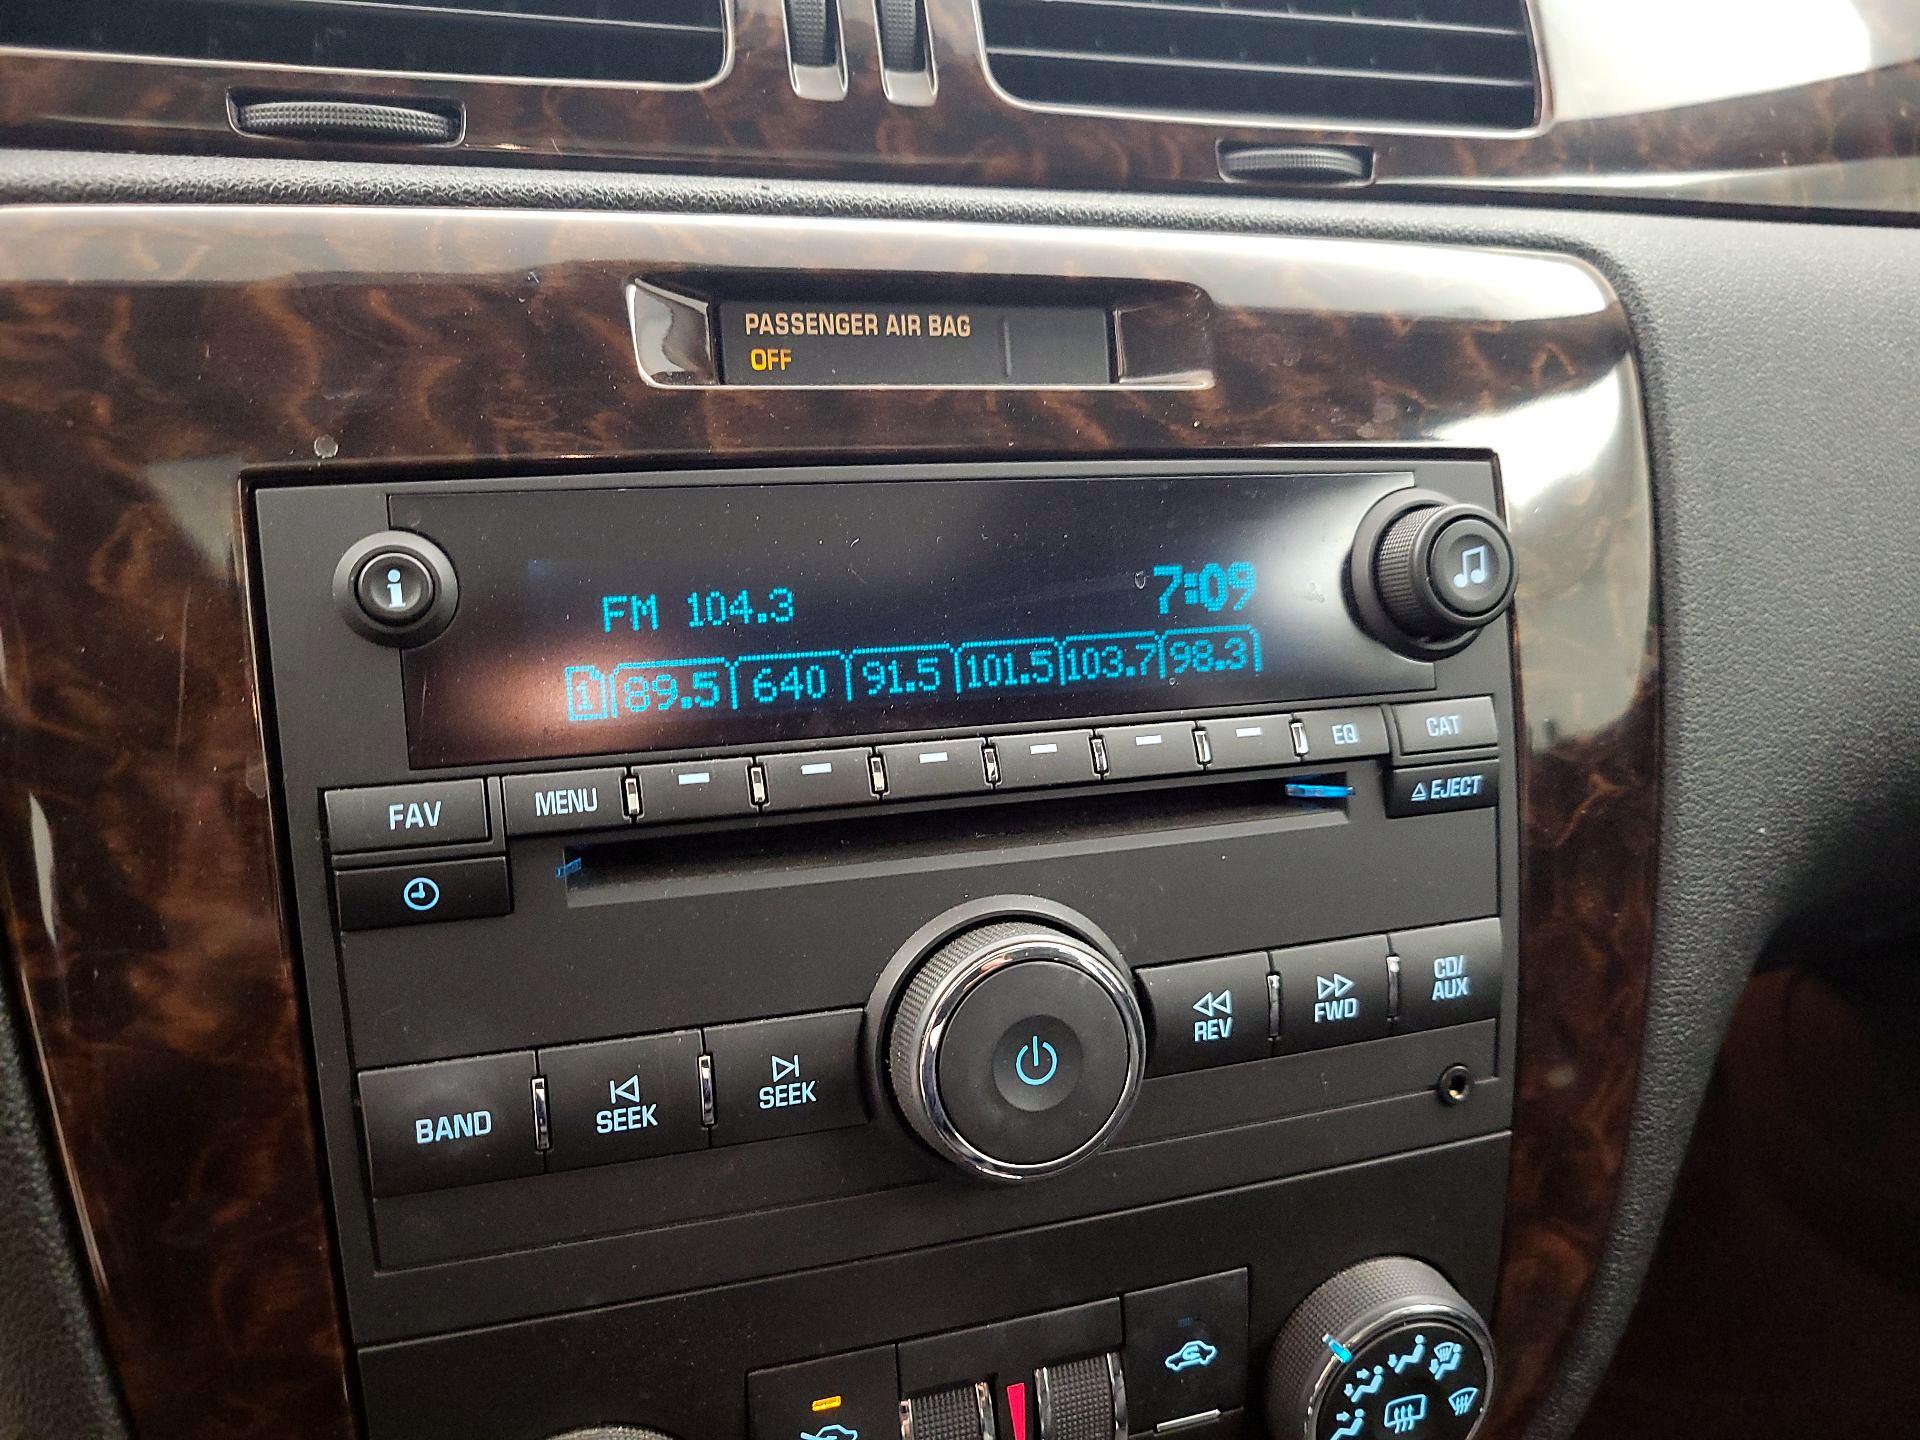 PASSENGER AIR BAG
OFF
i
FM 104.3 7:09
1 89.5 640 91.5 101.5 103.7 98.3
FAV MENU EQ CAT
EJECT
REV FWD CD/
AUX
BAND SEEK SEEK